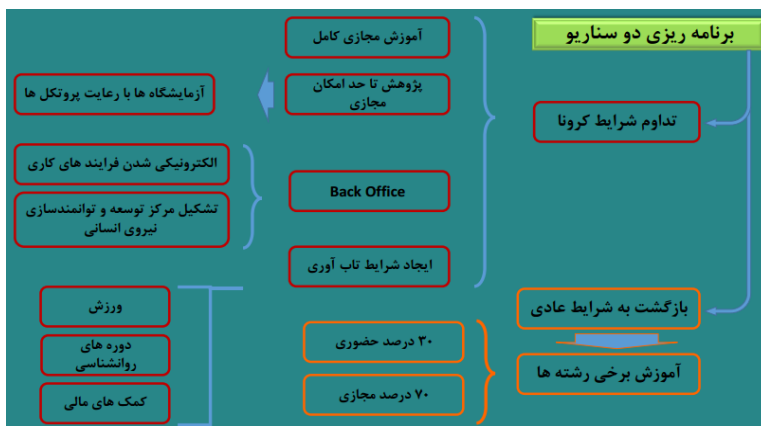 برنامه ریزی دو سناریو
تداوم شرایط کرونا
آموزش مجازی کامل
پژوهش تا حد امکان
مجازی
آزمایشگاه ها با رعایت پروتکل ها
Back Office
الکترونیکی شدن فرایند های کاری
تشکیل مرکز توسعه و توانمندسازی
نیروی انسانی
ایجاد شرایط تاب آوری
ورزش
دوره های
روانشناسی
کمک های مالی
بازگشت به شرایط عادی
آموزش برخی رشته ها
۳۰ درصد حضوری
۷۰ درصد مجازی